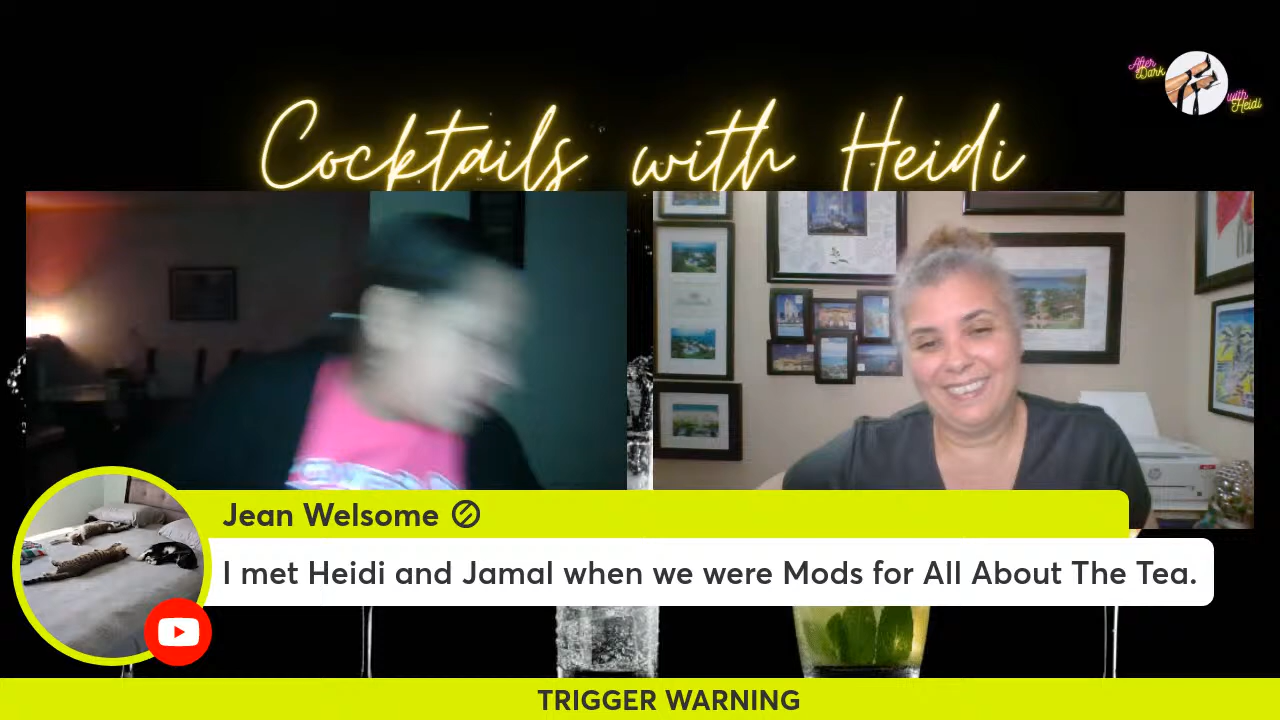 After
Dark
with
Heidi
Cocktails with Heidi
Jean Welsome
I met Heidi and Jamal when we were Mods for All About The Tea.
TRIGGER WARNING